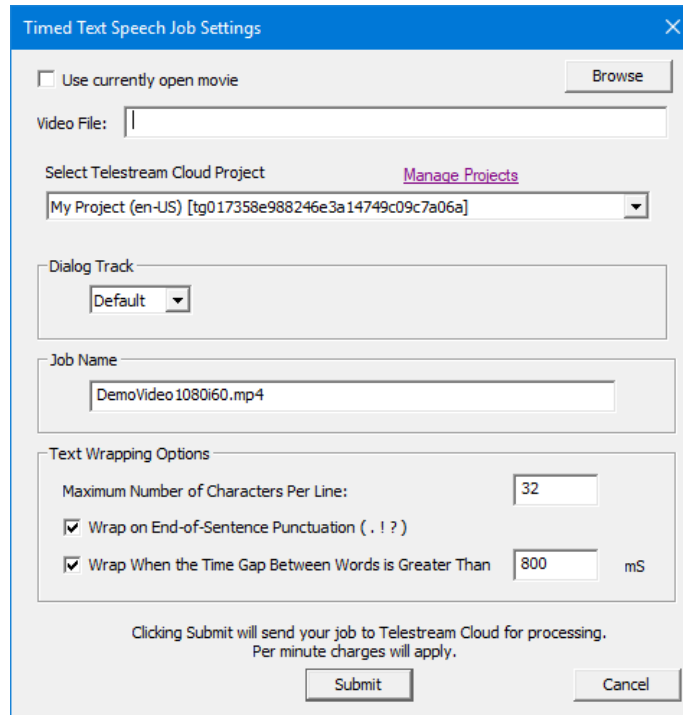 Timed Text Speech Job Settings
Use currently open movie
Browse
Video File:
Select Telestream Cloud Project
Manage Projects
My Project (en-US) [tg017358e988246e3a14749c09c7a06a]
Dialog Track
Default
Job Name
DemoVideo1080i60.mp4
Text Wrapping Options
Maximum Number of Characters Per Line:
32
Wrap on End-of-Sentence Punctuation ( . ! ? )
Wrap When the Time Gap Between Words is Greater Than
800
mS
Clicking Submit will send your job to Telestream Cloud for processing.
Per minute charges will apply.
Submit
Cancel